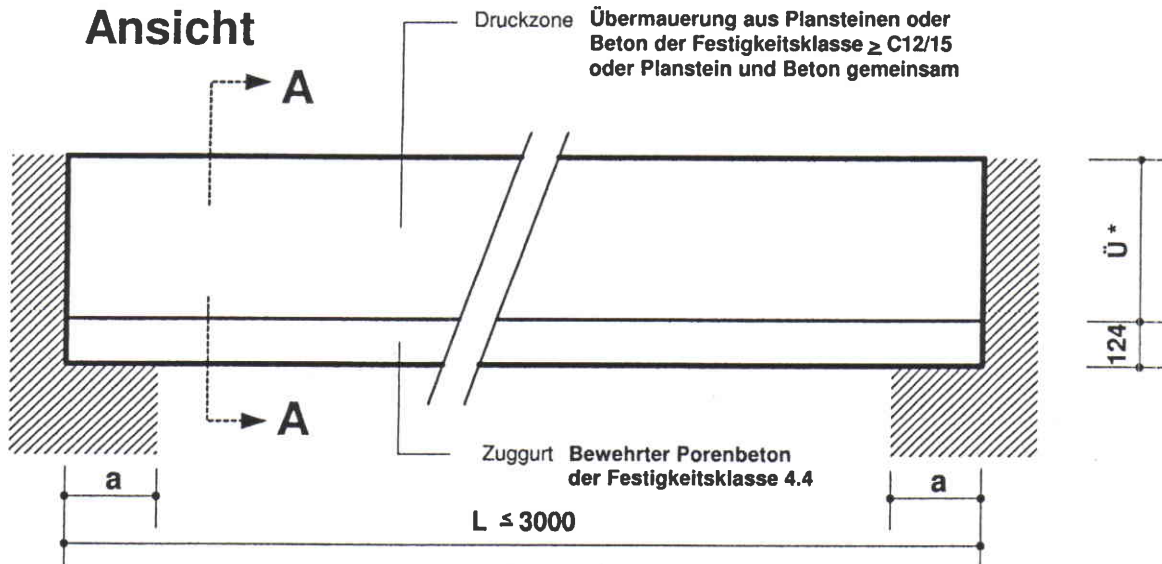 Ansicht
Druckzone Übermauerung aus Plansteinen oder
Beton der Festigkeitsklasse ≥ C12/15
oder Planstein und Beton gemeinsam
A
Ü *
124
A
Zuggurt Bewehrter Porenbeton
der Festigkeitsklasse 4.4
a
a
L ≤ 3000